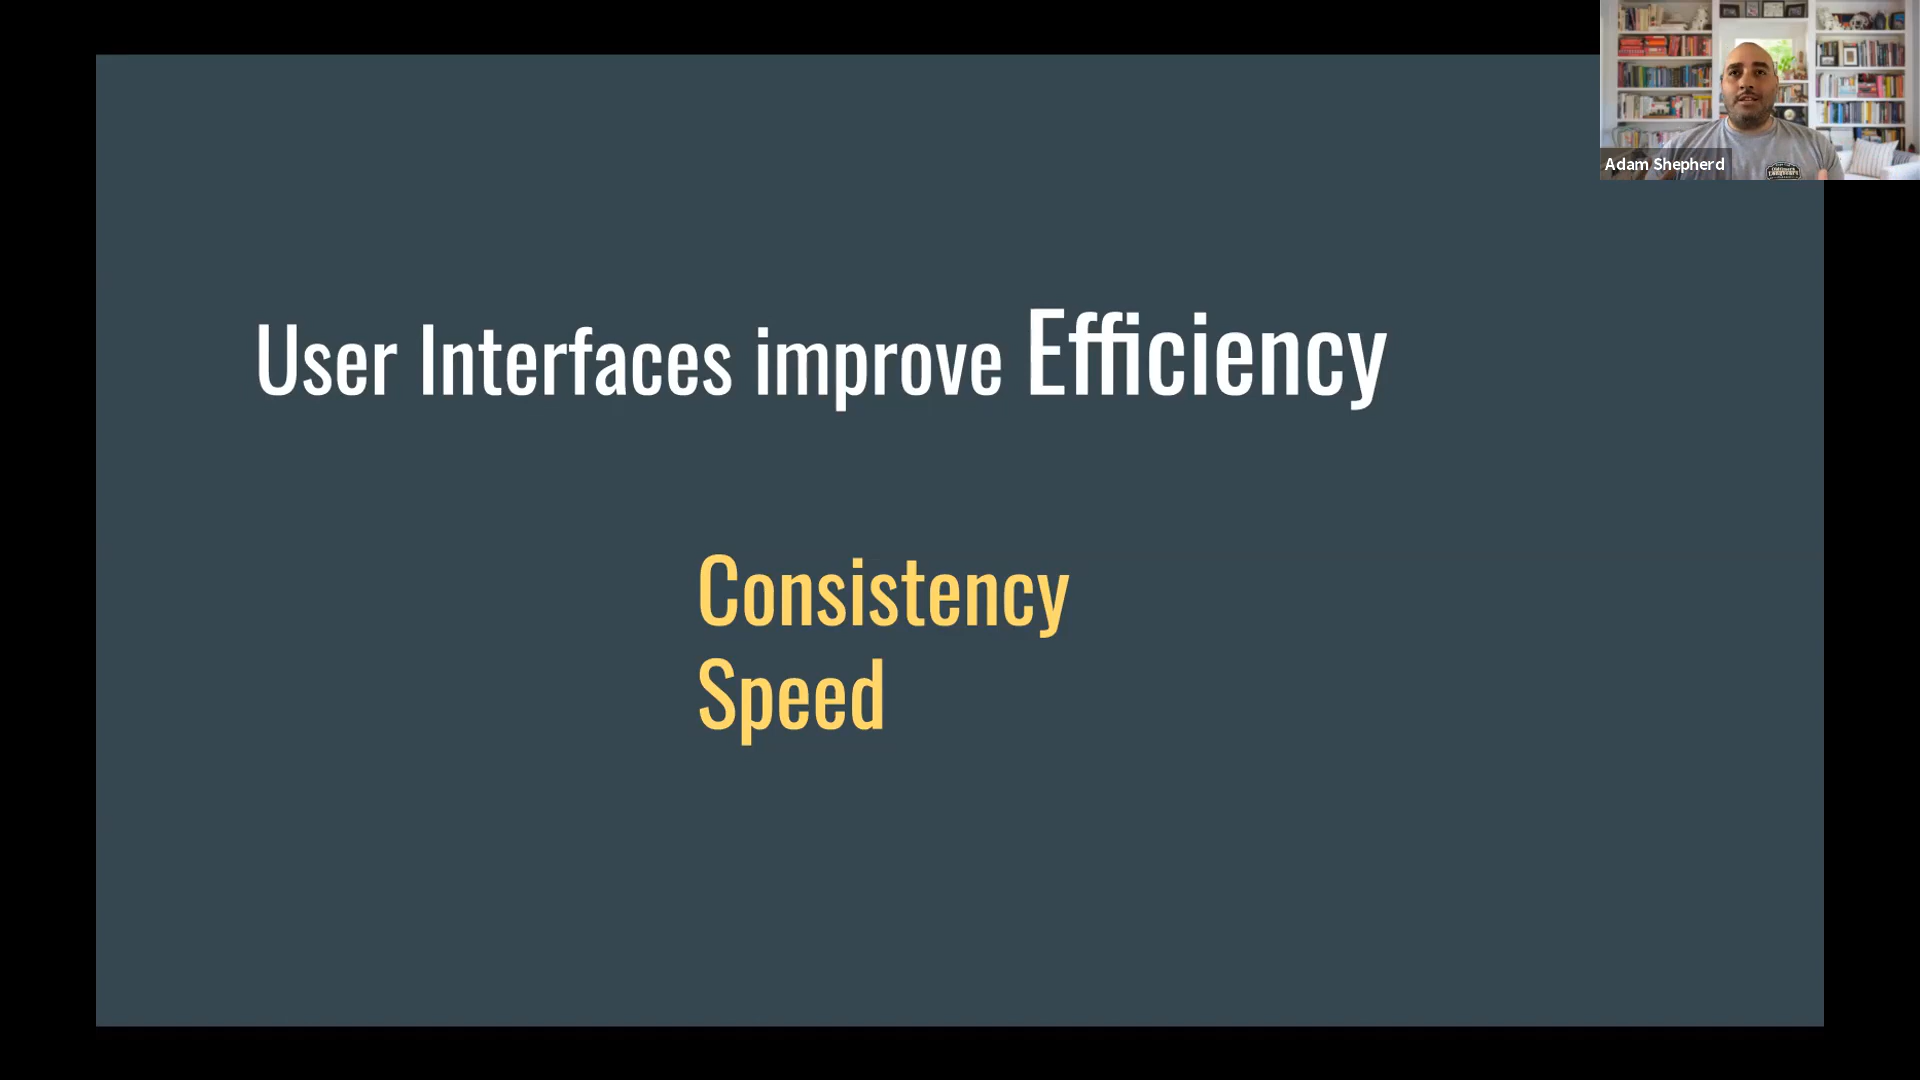 User Interfaces improve Efficiency
Consistency
Speed
Adam Shepherd